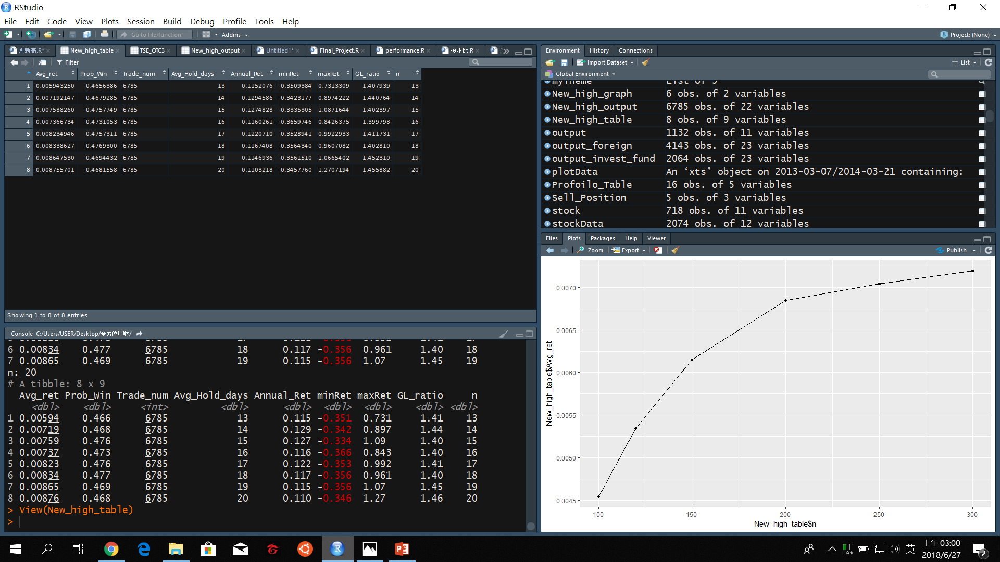 RStudio
File Edit Code View Plots Session Build Debug Profile Tools Help
Go to file/function Addins Project: (None)
創新高.R* New_high_table TSE_OTC3 New_high_output Untitled1* Final_Project.R performance.R 投本比.R
Filter
Avg_ret Prob_Win Trade_num Avg_Hold_days Annual_Ret minRet maxRet GL_ratio n
1 0.005943250 0.4656386 6785 13 0.1152076 -0.3509384 0.7313309 1.407939 13
2 0.007192147 0.4679285 6785 14 0.1294586 -0.3423177 0.8974222 1.440764 14
3 0.007588260 0.4757749 6785 15 0.1274828 -0.3335305 1.0871644 1.402397 15
4 0.007366734 0.4731053 6785 16 0.1160261 -0.3659746 0.8426375 1.399798 16
5 0.008234946 0.4757311 6785 17 0.1220710 -0.3528941 0.9922933 1.411731 17
6 0.008338627 0.4769300 6785 18 0.1167408 -0.3564340 0.9607082 1.402810 18
7 0.008647530 0.4694432 6785 19 0.1146936 -0.3561510 1.0665402 1.452310 19
8 0.008755701 0.4681558 6785 20 0.1103218 -0.3457760 1.2707194 1.455882 20
Showing 1 to 8 of 8 entries
Console C:/Users/USER/Desktop/全方位理財/
6 0.00834 0.477 6785 18 0.117 -0.356 0.961 1.40 18
7 0.00865 0.469 6785 19 0.115 -0.356 1.07 1.45 19
n: 20
# A tibble: 8 x 9
Avg_ret Prob_Win Trade_num Avg_Hold_days Annual_Ret minRet maxRet GL_ratio n
<dbl> <dbl> <int> <dbl> <dbl> <dbl> <dbl> <dbl> <dbl>
1 0.00594 0.466 6785 13 0.115 -0.351 0.731 1.41 13
2 0.00719 0.468 6785 14 0.129 -0.342 0.897 1.44 14
3 0.00759 0.476 6785 15 0.127 -0.334 1.09 1.40 15
4 0.00737 0.473 6785 16 0.116 -0.366 0.843 1.40 16
5 0.00823 0.476 6785 17 0.122 -0.353 0.992 1.41 17
6 0.00834 0.477 6785 18 0.117 -0.356 0.961 1.40 18
7 0.00865 0.469 6785 19 0.115 -0.356 1.07 1.45 19
8 0.00876 0.468 6785 20 0.110 -0.346 1.27 1.46 20
> View(New_high_table)
>
Environment History Connections
Import Dataset List
Global Environment
myTheme List of 9
New_high_graph 6 obs. of 2 variables
New_high_output 6785 obs. of 22 variables
New_high_table 8 obs. of 9 variables
output 1132 obs. of 11 variables
output_foreign 4143 obs. of 23 variables
output_invest_fund 2064 obs. of 23 variables
plotData An ‘xts’ object on 2013-03-07/2014-03-21 containing:
Profoilo_Table 16 obs. of 5 variables
Sell_Position 5 obs. of 3 variables
stock 718 obs. of 11 variables
stockData 2074 obs. of 12 variables
Files Plots Packages Help Viewer
Zoom Export Publish
New_high_table$Avg_ret
0.0070
0.0065
0.0060
0.0055
0.0050
0.0045
100 150 200 250 300
New_high_table$n
英 上午 03:00
2018/6/27
2